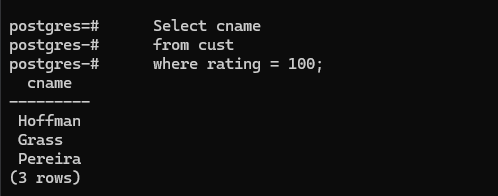 postgres=#      Select cname
postgres-#      from cust
postgres-#      where rating = 100;
  cname
---------
 Hoffman
 Grass
 Pereira
(3 rows)